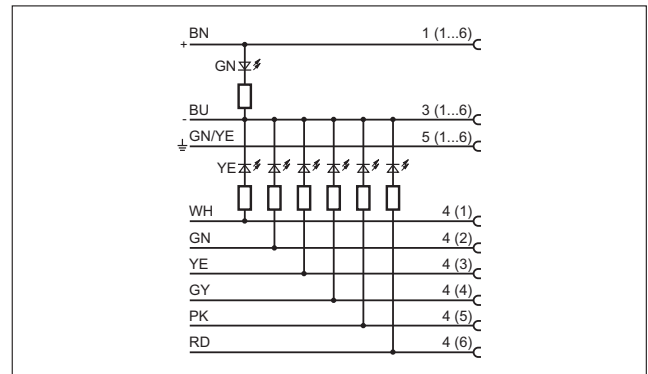 BN 1 (1...6)
+
GN
BU 3 (1...6)
-
GN/YE 5 (1...6)
YE
WH 4 (1)
GN 4 (2)
YE 4 (3)
GY 4 (4)
PK 4 (5)
RD 4 (6)